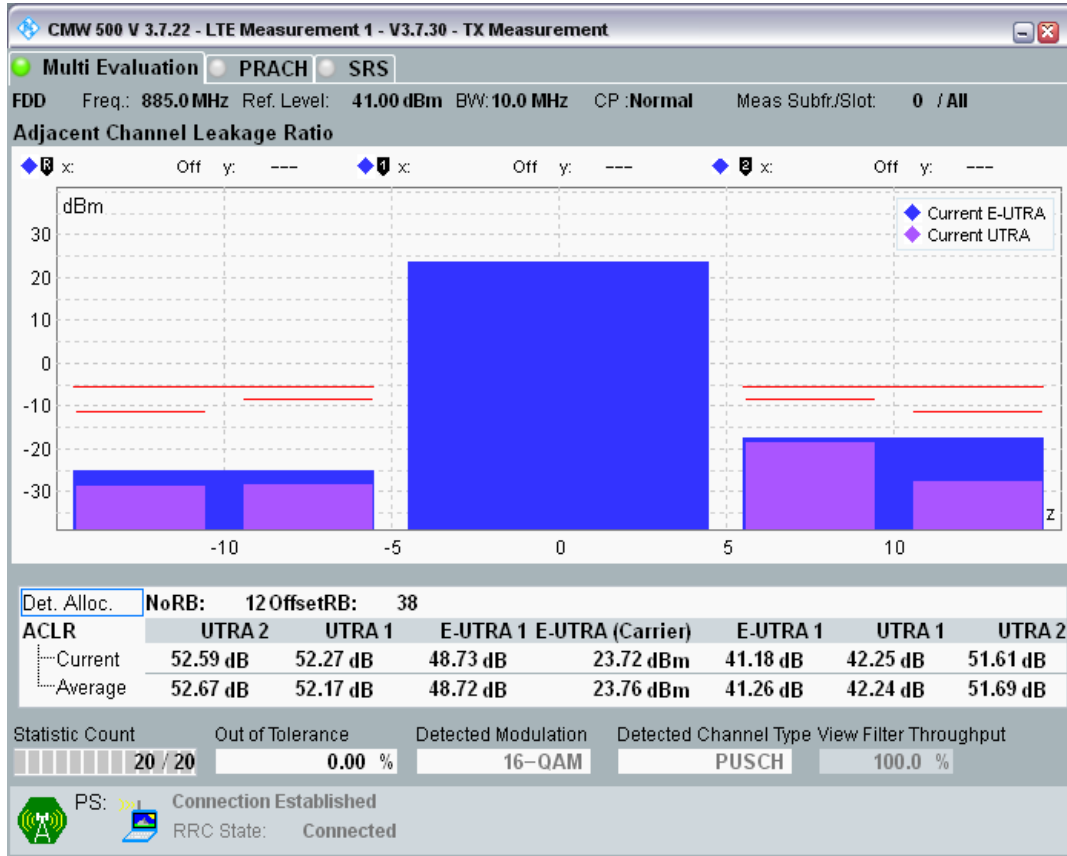 CMW 500 V 3.7.22 - LTE Measurement 1 - V3.7.30 - TX Measurement
Multi Evaluation PRACH SRS
FDD Freq.: 885.0 MHz Ref. Level: 41.00 dBm BW: 10.0 MHz CP :Normal Meas Subfr./Slot: 0 / All
Adjacent Channel Leakage Ratio
R x: Off y: --- 1 x: Off y: --- 2 x: Off y: ---
dBm
Current E-UTRA
Current UTRA
30
20
10
0
-10
-20
-30
z
-10 -5 0 5 10
Det. Alloc. NoRB: 12 OffsetRB: 38
ACLR UTRA 2 UTRA 1 E-UTRA 1 E-UTRA (Carrier) E-UTRA 1 UTRA 1 UTRA 2
Current 52.59 dB 52.27 dB 48.73 dB 23.72 dBm 41.18 dB 42.25 dB 51.61 dB
Average 52.67 dB 52.17 dB 48.72 dB 23.76 dBm 41.26 dB 42.24 dB 51.69 dB
Statistic Count Out of Tolerance Detected Modulation Detected Channel Type View Filter Throughput
20 / 20 0.00 % 16-QAM PUSCH 100.0 %
PS: Connection Established
RRC State: Connected